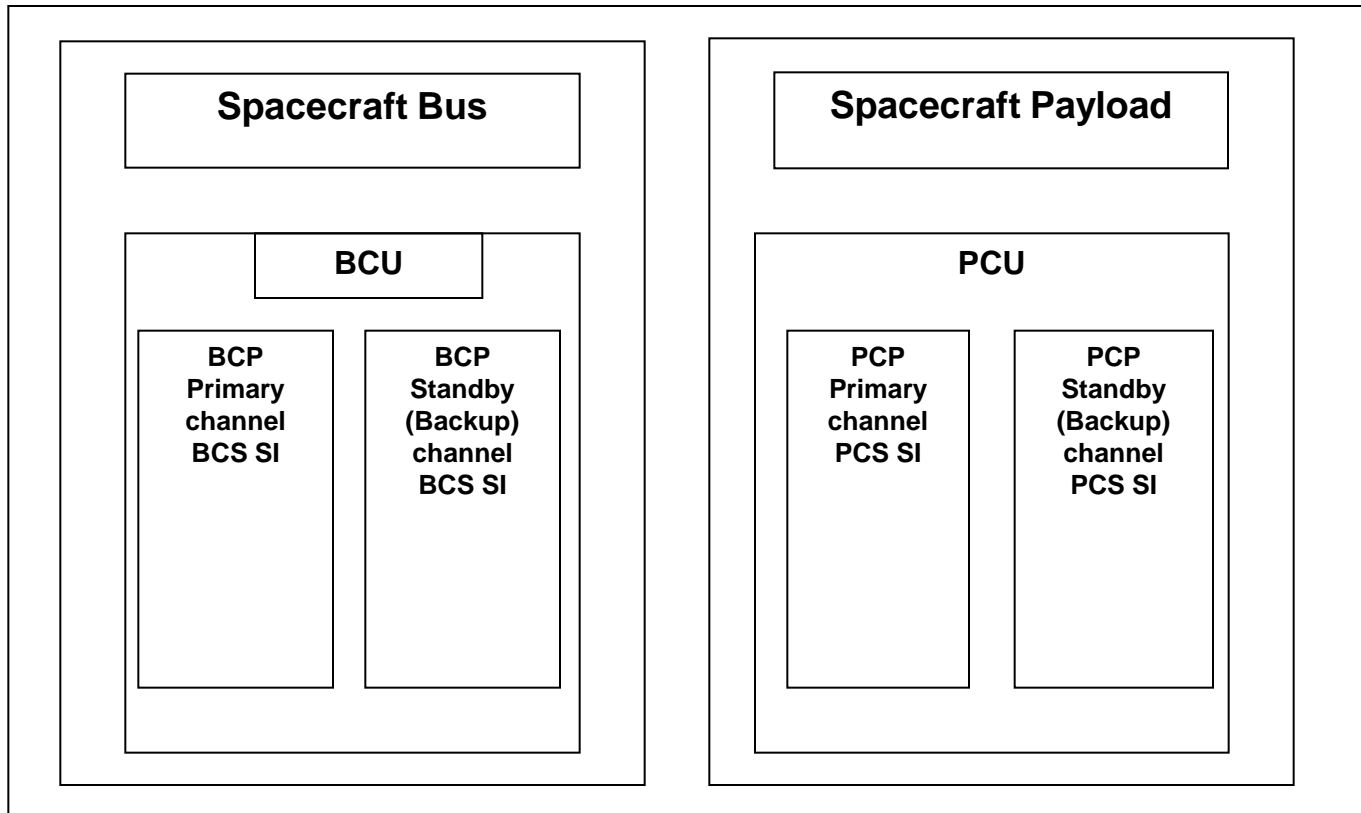 Spacecraft Bus
BCU
BCP
Primary
channel
BCS SI
BCP
Standby
(Backup)
channel
BCS SI
Spacecraft Payload
PCU
PCP
Primary
channel
PCS SI
PCP
Standby
(Backup)
channel
PCS SI